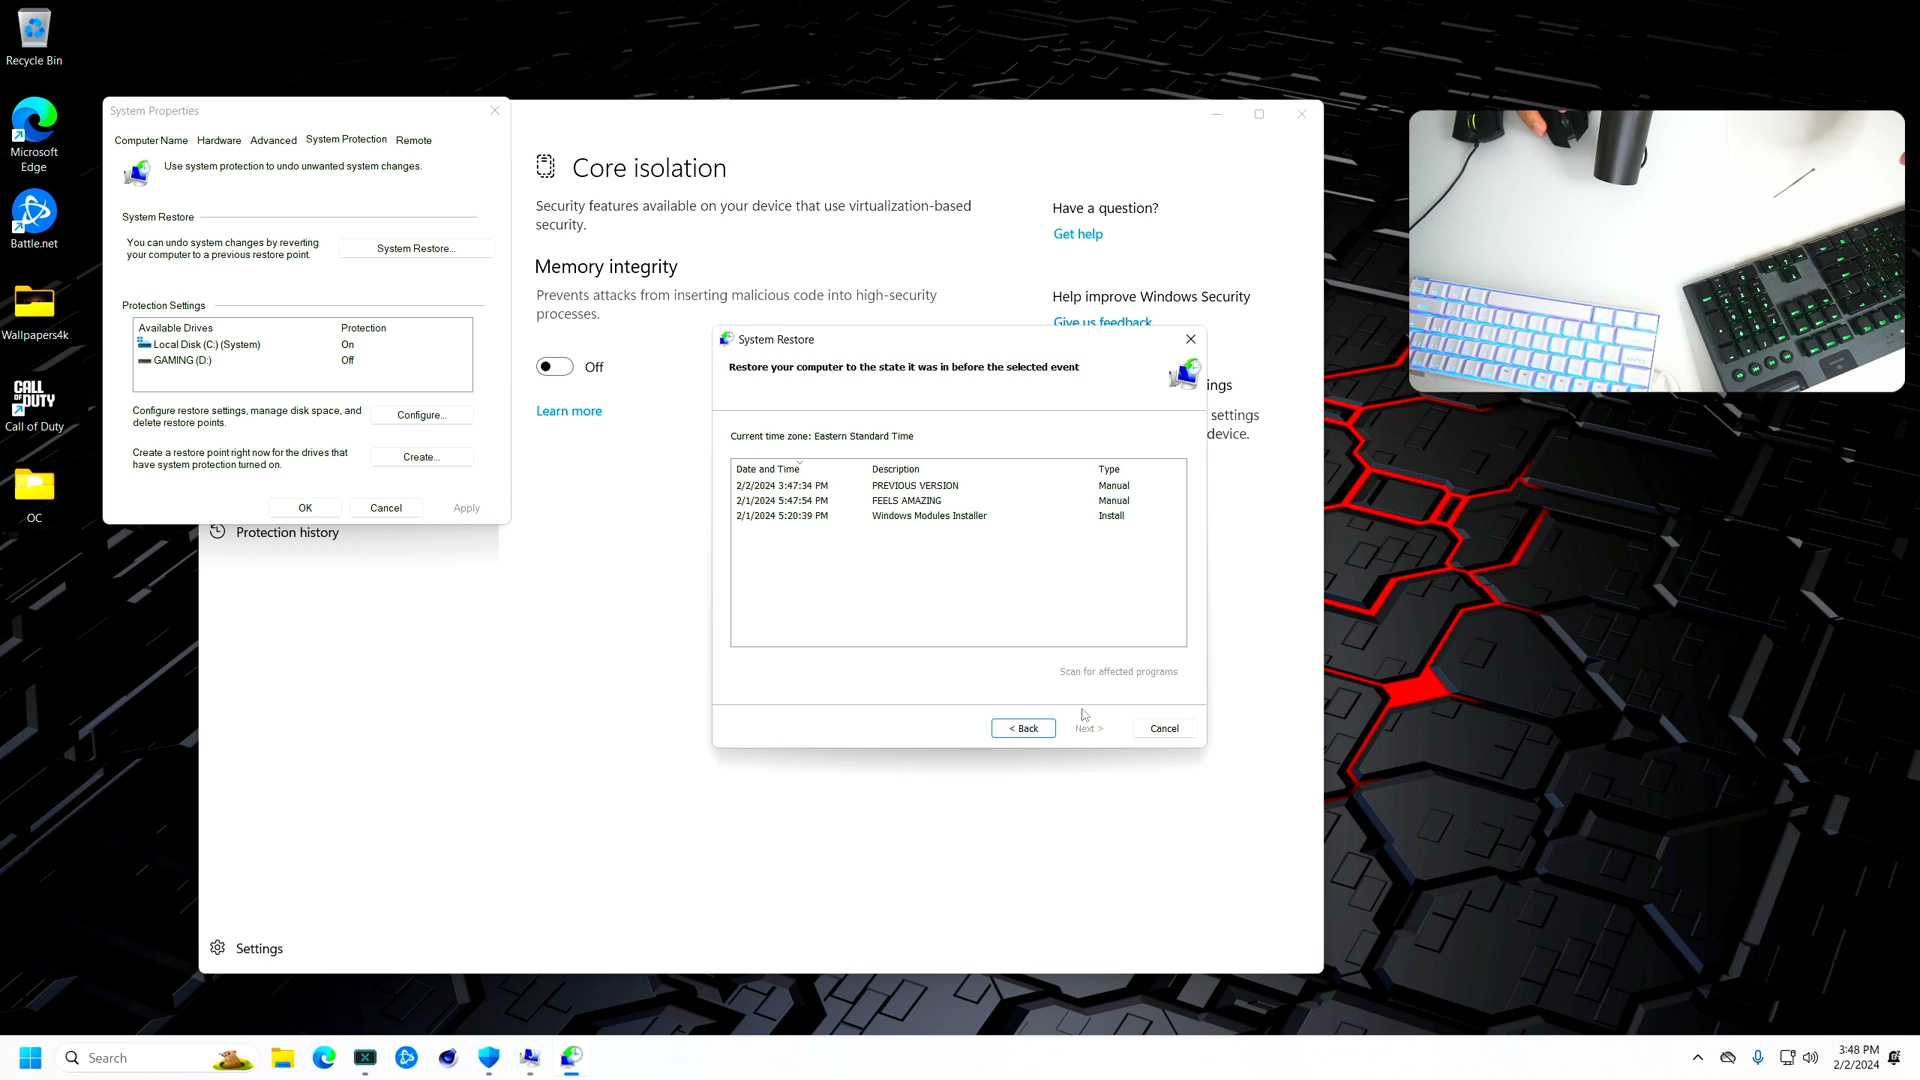 Recycle Bin
Microsoft
Edge
Battle.net
Wallpapers4k
CALL
OF DUTY
Call of Duty
OC
System Properties
Computer Name Hardware Advanced System Protection Remote
Use system protection to undo unwanted system changes.
System Restore
You can undo system changes by reverting
your computer to a previous restore point.
System Restore...
Protection Settings
Available Drives Protection
Local Disk (C:) (System) On
GAMING (D:) Off
Configure restore settings, manage disk space, and
delete restore points.
Configure...
Create a restore point right now for the drives that
have system protection turned on.
Create...
OK Cancel Apply
Protection history
Settings
Core isolation
Security features available on your device that use virtualization-based
security.
Memory integrity
Prevents attacks from inserting malicious code into high-security
processes.
Off
Learn more
Have a question?
Get help
Help improve Windows Security
Give us feedback
ings
settings
device.
System Restore
Restore your computer to the state it was in before the selected event
Current time zone: Eastern Standard Time
Date and Time Description Type
2/2/2024 3:47:34 PM PREVIOUS VERSION Manual
2/1/2024 5:47:54 PM FEELS AMAZING Manual
2/1/2024 5:20:39 PM Windows Modules Installer Install
Scan for affected programs
< Back Next > Cancel
Search
3:48 PM
2/2/2024